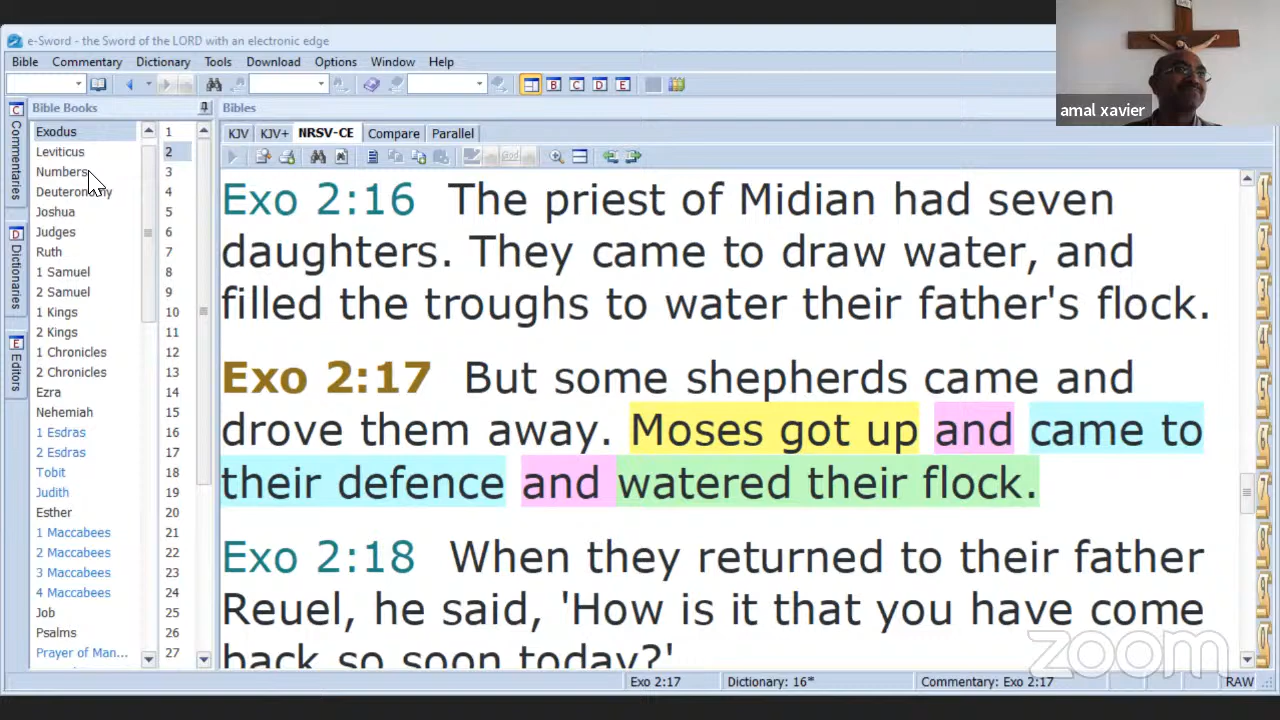 e-Sword - the Sword of the LORD with an electronic edge
Bible Commentary Dictionary Tools Download Options Window Help
B C D E
Bible Books
Bibles
amal xavier
KJV KJV+ NRSV-CE Compare Parallel
C Commentaries
D Dictionaries
E Editors
Exodus 1
Leviticus 2
Numbers 3
Deuteronomy 4
Joshua 5
Judges 6
Ruth 7
1 Samuel 8
2 Samuel 9
1 Kings 10
2 Kings 11
1 Chronicles 12
2 Chronicles 13
Ezra 14
Nehemiah 15
1 Esdras 16
2 Esdras 17
Tobit 18
Judith 19
Esther 20
1 Maccabees 21
2 Maccabees 22
3 Maccabees 23
4 Maccabees 24
Job 25
Psalms 26
Prayer of Man... 27
Exo 2:16 The priest of Midian had seven
daughters. They came to draw water, and
filled the troughs to water their father's flock.
Exo 2:17 But some shepherds came and
drove them away. Moses got up and came to
their defence and watered their flock.
Exo 2:18 When they returned to their father
Reuel, he said, 'How is it that you have come
back so soon today?'
zoom
Exo 2:17 Dictionary: 16* Commentary: Exo 2:17 RAW